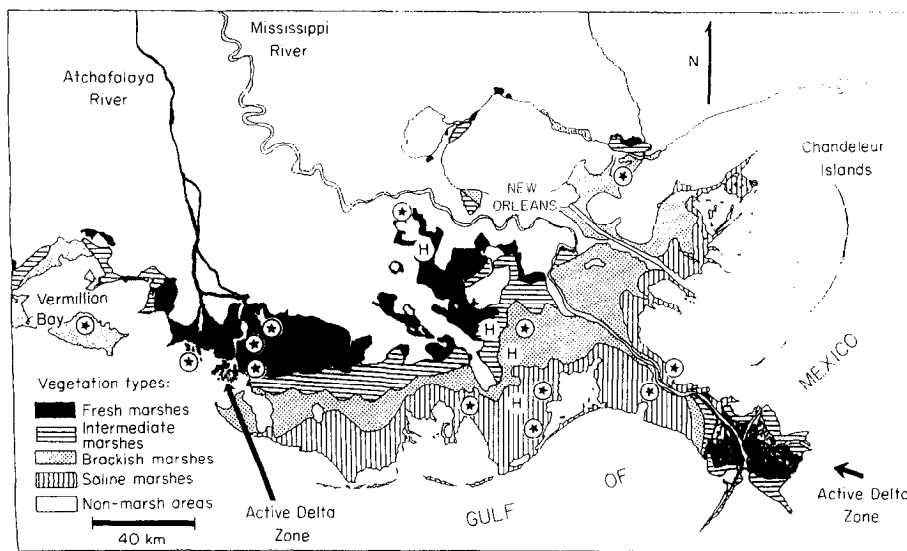 Mississippi
River
Atchafalaya
River
N
Chandeleur
Islands
NEW
ORLEANS
H
Vermillion
Bay
H
H
H
MEXICO
Vegetation types:
Fresh marshes
Intermediate
marshes
Brackish marshes
Saline marshes
Non-marsh areas
40 km
Active Delta
Zone
GULF
OF
Active Delta
Zone